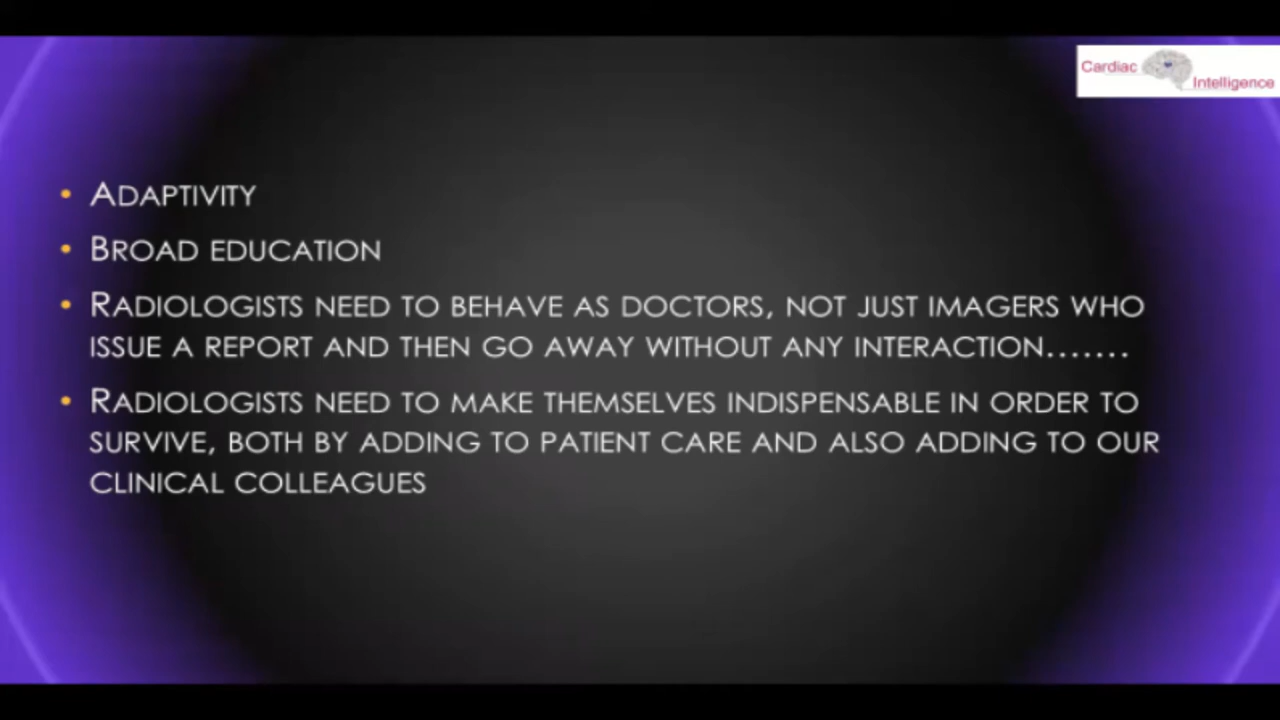 Cardiac
Intelligence
• ADAPTIVITY
• BROAD EDUCATION
• RADIOLOGISTS NEED TO BEHAVE AS DOCTORS, NOT JUST IMAGERS WHO
ISSUE A REPORT AND THEN GO AWAY WITHOUT ANY INTERACTION.......
• RADIOLOGISTS NEED TO MAKE THEMSELVES INDISPENSABLE IN ORDER TO
SURVIVE, BOTH BY ADDING TO PATIENT CARE AND ALSO ADDING TO OUR
CLINICAL COLLEAGUES